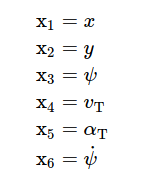 x₁ = x
x₂ = y
x₃ = ψ
x₄ = v_T
x₅ = α_T
x₆ = ψ̇